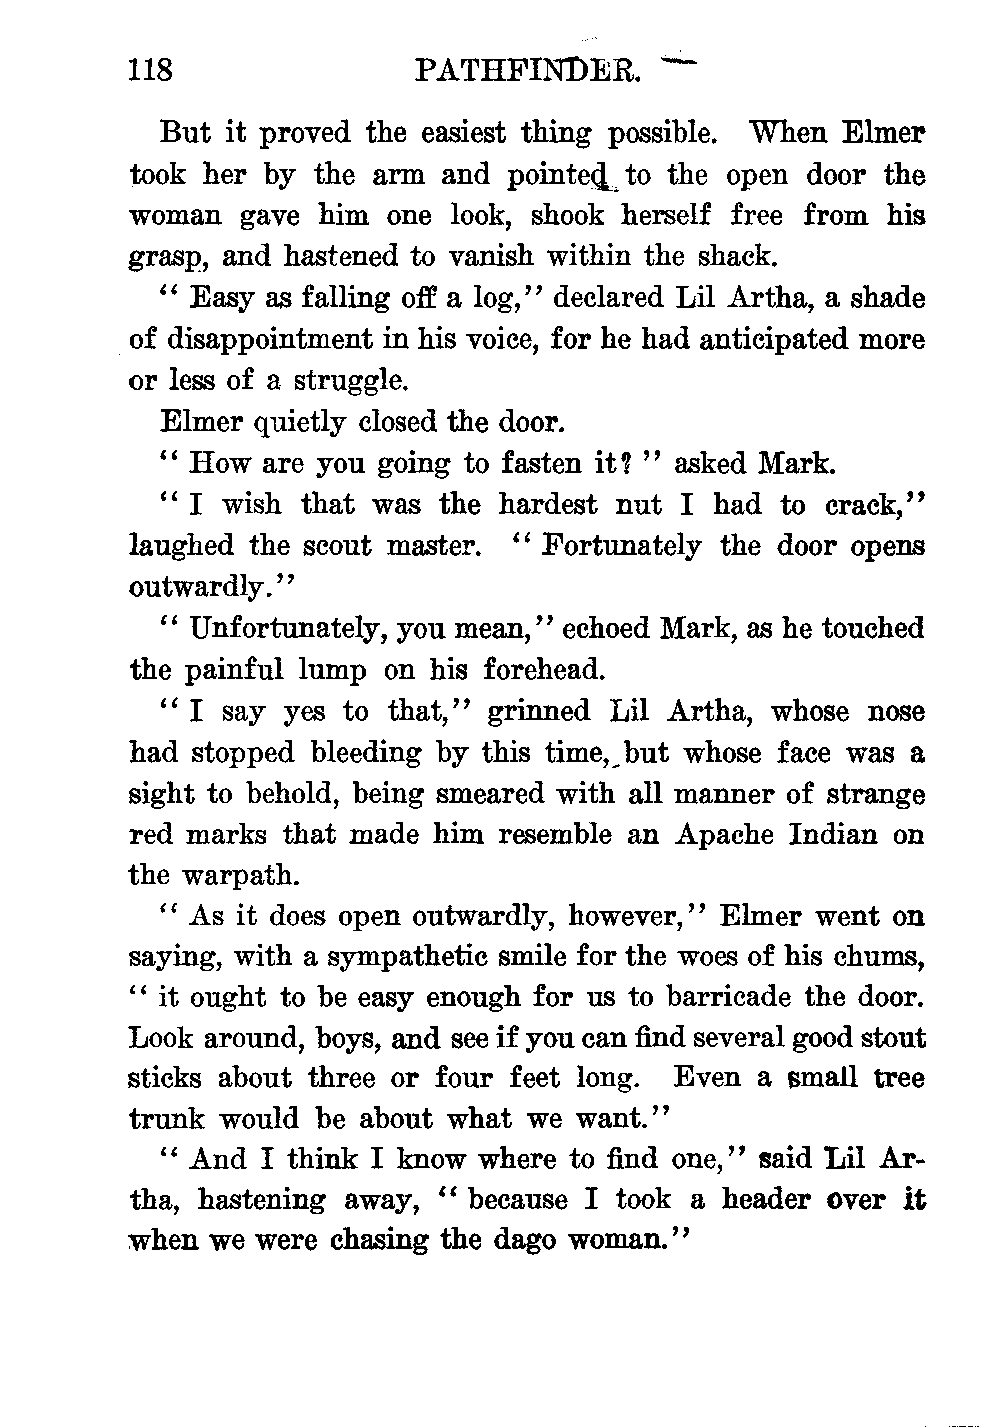 118 PATHFINDER.
But it proved the easiest thing possible. When Elmer
took her by the arm and pointed to the open door the
woman gave him one look, shook herself free from his
grasp, and hastened to vanish within the shack.
“ Easy as falling off a log,” declared Lil Artha, a shade
of disappointment in his voice, for he had anticipated more
or less of a struggle.
Elmer quietly closed the door.
“ How are you going to fasten it? ” asked Mark.
“ I wish that was the hardest nut I had to crack,”
laughed the scout master. “ Fortunately the door opens
outwardly.”
“ Unfortunately, you mean,” echoed Mark, as he touched
the painful lump on his forehead.
“ I say yes to that,” grinned Lil Artha, whose nose
had stopped bleeding by this time, but whose face was a
sight to behold, being smeared with all manner of strange
red marks that made him resemble an Apache Indian on
the warpath.
“ As it does open outwardly, however,” Elmer went on
saying, with a sympathetic smile for the woes of his chums,
“ it ought to be easy enough for us to barricade the door.
Look around, boys, and see if you can find several good stout
sticks about three or four feet long. Even a small tree
trunk would be about what we want.”
“ And I think I know where to find one,” said Lil Ar-
tha, hastening away, “ because I took a header over it
when we were chasing the dago woman.”